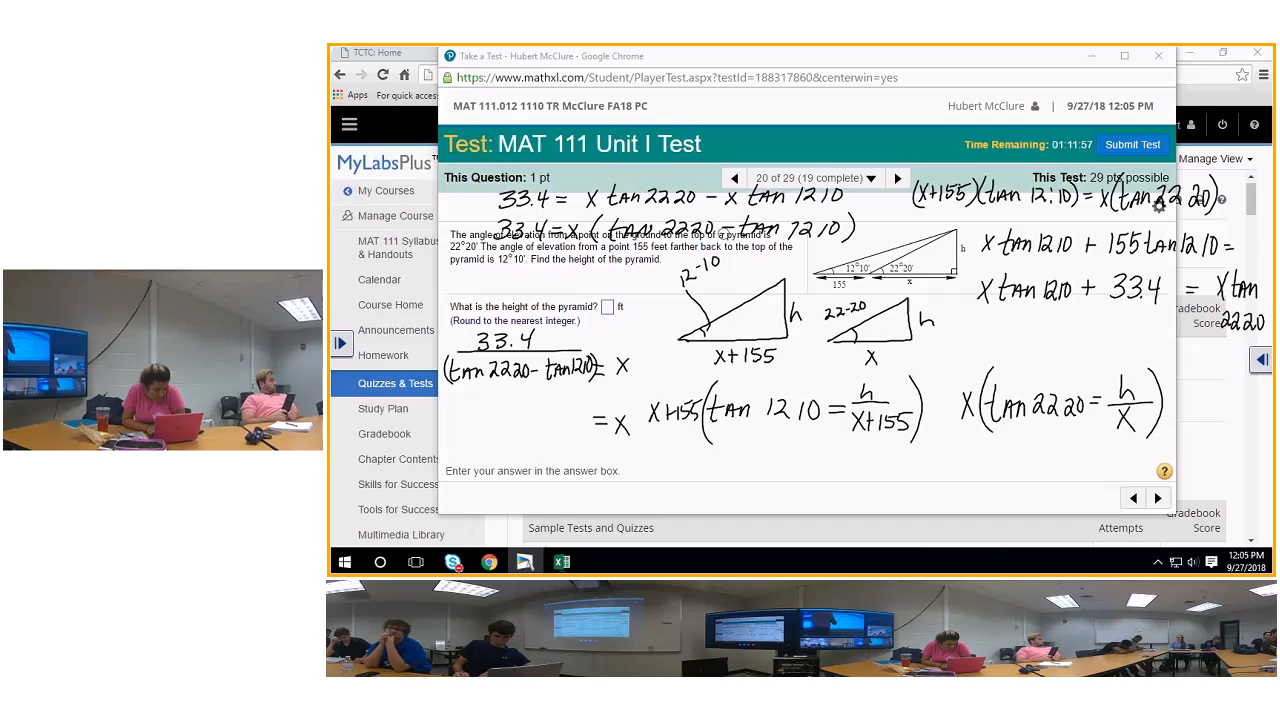 TCTC: Home
Take a Test - Hubert McClure - Google Chrome
https://www.mathxl.com/Student/PlayerTest.aspx?testId=188317860&centerwin=yes
Apps For quick access
MAT 111.012 1110 TR McClure FA18 PC
Hubert McClure 9/27/18 12:05 PM
Test: MAT 111 Unit I Test
Time Remaining: 01:11:57 Submit Test
Manage View
MyLabsPlus
This Question: 1 pt
20 of 29 (19 complete)
This Test: 29 pts possible
My Courses
Manage Course
MAT 111 Syllabus
& Handouts
Calendar
Course Home
Announcements
Homework
Quizzes & Tests
Study Plan
Gradebook
Chapter Contents
Skills for Success
Tools for Success
Multimedia Library
33.4 = x tan 2220 - x tan 1210
33.4 = x (tan 2220 - tan 1210)
(x+155)(tan 12:10) = x(tan 22 20)
x tan 1210 + 155 tan 1210 =
x tan 1210 + 33.4 = x tan
2220
The angle of elevation from a point on the ground to the top of a pyramid is
22°20'. The angle of elevation from a point 155 feet farther back to the top of the
pyramid is 12°10'. Find the height of the pyramid.
12°10' 22°20' h
155 x
What is the height of the pyramid? ft
(Round to the nearest integer.)
12-10
h
x+155
22-20
h
x
33.4
(tan 2220 - tan 1210) = x
= x
x+155 (tan 12 10 = h
x+155)
x (tan 22 20 = h
x)
Enter your answer in the answer box.
Gradebook
Score
Gradebook
Score
Sample Tests and Quizzes Attempts
12:05 PM
9/27/2018